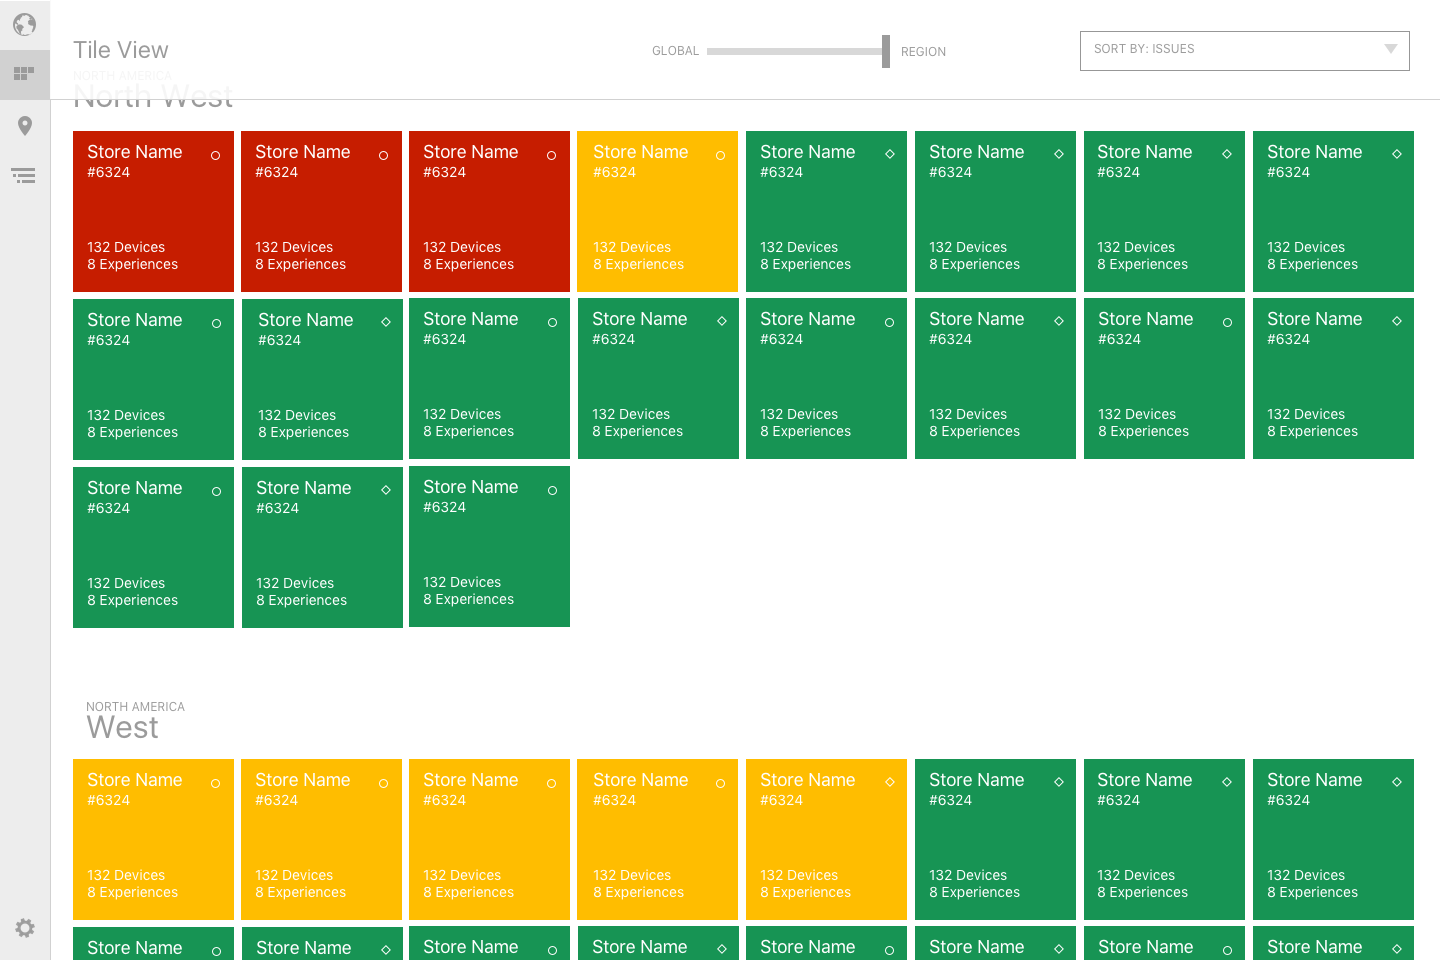 Tile View
GLOBAL
REGION
SORT BY: ISSUES
NORTH AMERICA
North West
Store Name Store Name Store Name Store Name Store Name Store Name Store Name Store Name
#6324 #6324 #6324 #6324 #6324 #6324 #6324 #6324
132 Devices 132 Devices 132 Devices 132 Devices 132 Devices 132 Devices 132 Devices 132 Devices
8 Experiences 8 Experiences 8 Experiences 8 Experiences 8 Experiences 8 Experiences 8 Experiences 8 Experiences
Store Name Store Name Store Name Store Name Store Name Store Name Store Name Store Name
#6324 #6324 #6324 #6324 #6324 #6324 #6324 #6324
132 Devices 132 Devices 132 Devices 132 Devices 132 Devices 132 Devices 132 Devices 132 Devices
8 Experiences 8 Experiences 8 Experiences 8 Experiences 8 Experiences 8 Experiences 8 Experiences 8 Experiences
Store Name Store Name Store Name
#6324 #6324 #6324
132 Devices 132 Devices 132 Devices
8 Experiences 8 Experiences 8 Experiences
NORTH AMERICA
West
Store Name Store Name Store Name Store Name Store Name Store Name Store Name Store Name
#6324 #6324 #6324 #6324 #6324 #6324 #6324 #6324
132 Devices 132 Devices 132 Devices 132 Devices 132 Devices 132 Devices 132 Devices 132 Devices
8 Experiences 8 Experiences 8 Experiences 8 Experiences 8 Experiences 8 Experiences 8 Experiences 8 Experiences
Store Name Store Name Store Name Store Name Store Name Store Name Store Name Store Name